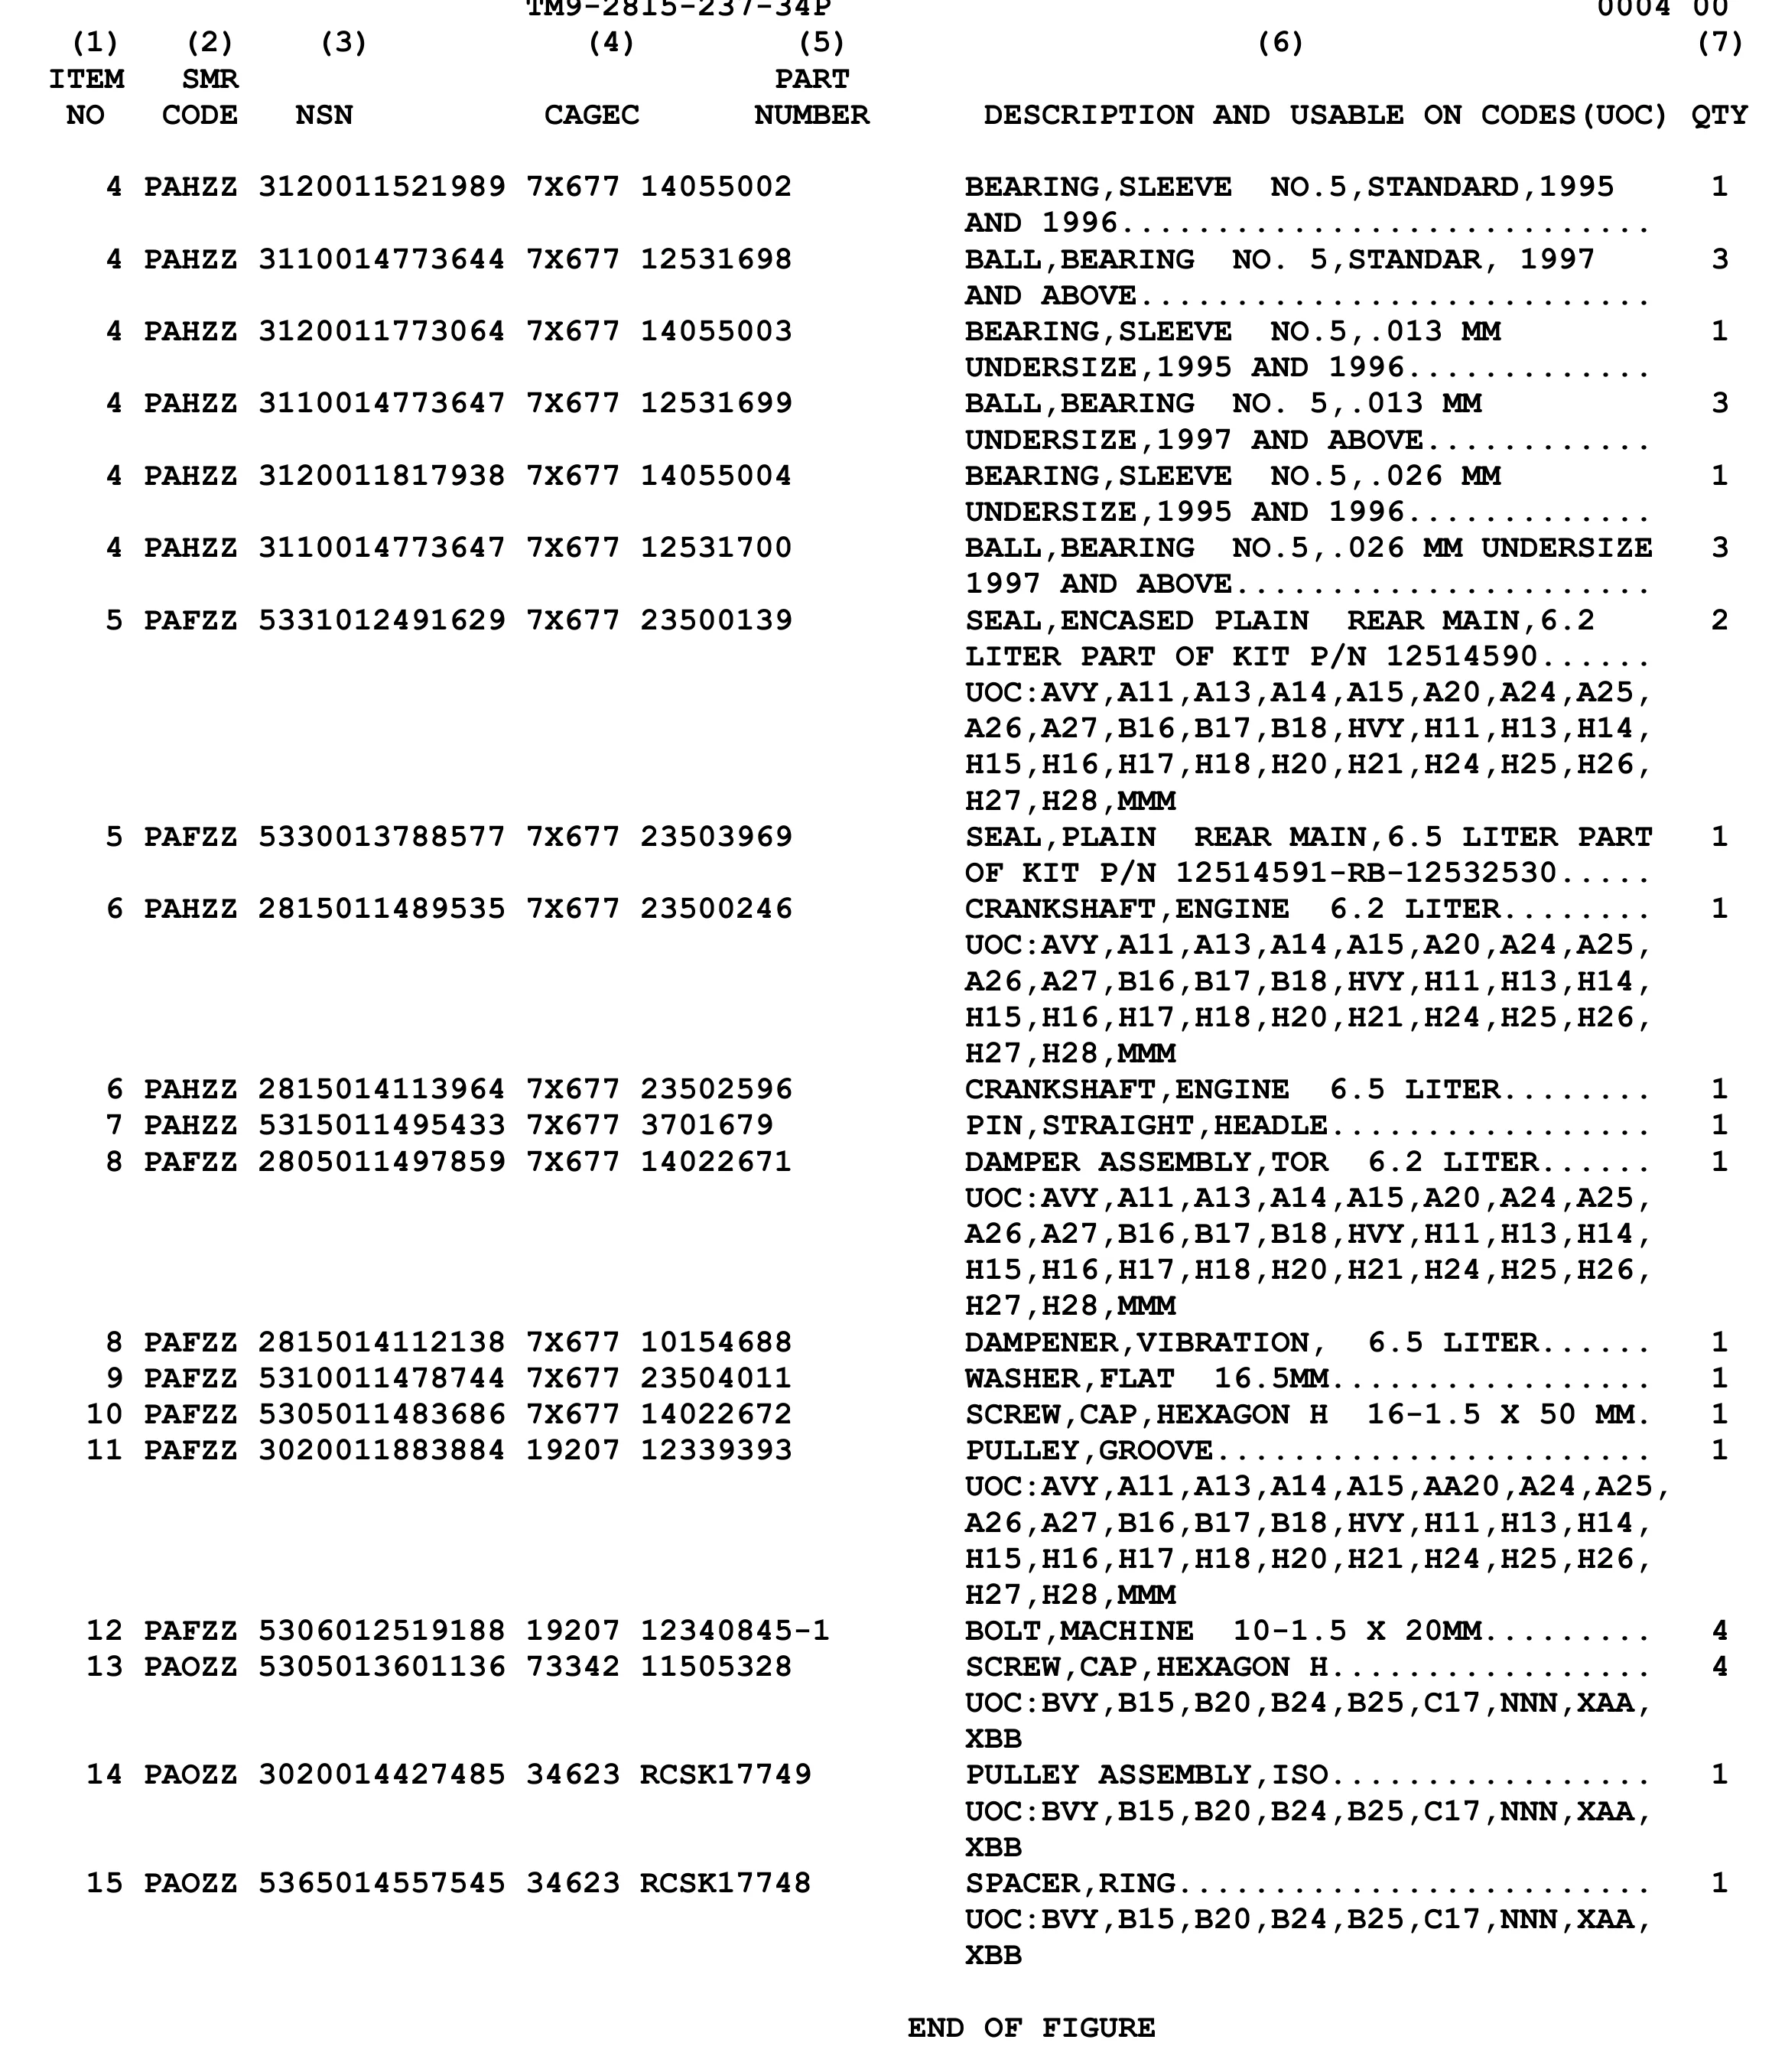 TM9-2815-237-34P 0004 00
(1) (2) (3) (4) (5) (6) (7)
ITEM SMR PART
NO CODE NSN CAGEC NUMBER DESCRIPTION AND USABLE ON CODES(UOC) QTY
4 PAHZZ 3120011521989 7X677 14055002 BEARING,SLEEVE NO.5,STANDARD,1995 1
AND 1996............................
4 PAHZZ 3110014773644 7X677 12531698 BALL,BEARING NO. 5,STANDAR, 1997 3
AND ABOVE...........................
4 PAHZZ 3120011773064 7X677 14055003 BEARING,SLEEVE NO.5,.013 MM 1
UNDERSIZE,1995 AND 1996.............
4 PAHZZ 3110014773647 7X677 12531699 BALL,BEARING NO. 5,.013 MM 3
UNDERSIZE,1997 AND ABOVE............
4 PAHZZ 3120011817938 7X677 14055004 BEARING,SLEEVE NO.5,.026 MM 1
UNDERSIZE,1995 AND 1996.............
4 PAHZZ 3110014773647 7X677 12531700 BALL,BEARING NO.5,.026 MM UNDERSIZE 3
1997 AND ABOVE......................
5 PAFZZ 5331012491629 7X677 23500139 SEAL,ENCASED PLAIN REAR MAIN,6.2 2
LITER PART OF KIT P/N 12514590......
UOC:AVY,A11,A13,A14,A15,A20,A24,A25,
A26,A27,B16,B17,B18,HVY,H11,H13,H14,
H15,H16,H17,H18,H20,H21,H24,H25,H26,
H27,H28,MMM
5 PAFZZ 5330013788577 7X677 23503969 SEAL,PLAIN REAR MAIN,6.5 LITER PART 1
OF KIT P/N 12514591-RB-12532530.....
6 PAHZZ 2815011489535 7X677 23500246 CRANKSHAFT,ENGINE 6.2 LITER........ 1
UOC:AVY,A11,A13,A14,A15,A20,A24,A25,
A26,A27,B16,B17,B18,HVY,H11,H13,H14,
H15,H16,H17,H18,H20,H21,H24,H25,H26,
H27,H28,MMM
6 PAHZZ 2815014113964 7X677 23502596 CRANKSHAFT,ENGINE 6.5 LITER........ 1
7 PAHZZ 5315011495433 7X677 3701679 PIN,STRAIGHT,HEADLE................. 1
8 PAFZZ 2805011497859 7X677 14022671 DAMPER ASSEMBLY,TOR 6.2 LITER...... 1
UOC:AVY,A11,A13,A14,A15,A20,A24,A25,
A26,A27,B16,B17,B18,HVY,H11,H13,H14,
H15,H16,H17,H18,H20,H21,H24,H25,H26,
H27,H28,MMM
8 PAFZZ 2815014112138 7X677 10154688 DAMPENER,VIBRATION, 6.5 LITER...... 1
9 PAFZZ 5310011478744 7X677 23504011 WASHER,FLAT 16.5MM................. 1
10 PAFZZ 5305011483686 7X677 14022672 SCREW,CAP,HEXAGON H 16-1.5 X 50 MM. 1
11 PAFZZ 3020011883884 19207 12339393 PULLEY,GROOVE....................... 1
UOC:AVY,A11,A13,A14,A15,AA20,A24,A25,
A26,A27,B16,B17,B18,HVY,H11,H13,H14,
H15,H16,H17,H18,H20,H21,H24,H25,H26,
H27,H28,MMM
12 PAFZZ 5306012519188 19207 12340845-1 BOLT,MACHINE 10-1.5 X 20MM......... 4
13 PAOZZ 5305013601136 73342 11505328 SCREW,CAP,HEXAGON H................. 4
UOC:BVY,B15,B20,B24,B25,C17,NNN,XAA,
XBB
14 PAOZZ 3020014427485 34623 RCSK17749 PULLEY ASSEMBLY,ISO................. 1
UOC:BVY,B15,B20,B24,B25,C17,NNN,XAA,
XBB
15 PAOZZ 5365014557545 34623 RCSK17748 SPACER,RING......................... 1
UOC:BVY,B15,B20,B24,B25,C17,NNN,XAA,
XBB
END OF FIGURE